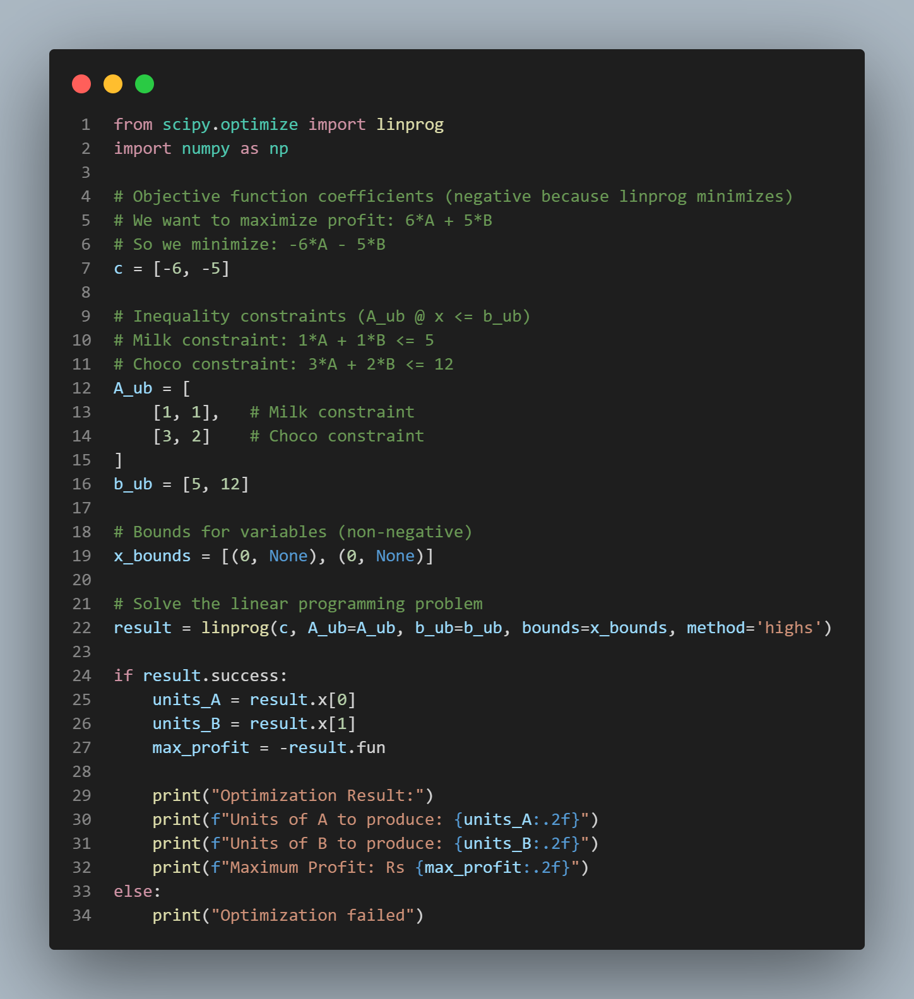 1 from scipy.optimize import linprog
2 import numpy as np
3
4 # Objective function coefficients (negative because linprog minimizes)
5 # We want to maximize profit: 6*A + 5*B
6 # So we minimize: -6*A - 5*B
7 c = [-6, -5]
8
9 # Inequality constraints (A_ub @ x <= b_ub)
10 # Milk constraint: 1*A + 1*B <= 5
11 # Choco constraint: 3*A + 2*B <= 12
12 A_ub = [
13     [1, 1],   # Milk constraint
14     [3, 2]    # Choco constraint
15 ]
16 b_ub = [5, 12]
17
18 # Bounds for variables (non-negative)
19 x_bounds = [(0, None), (0, None)]
20
21 # Solve the linear programming problem
22 result = linprog(c, A_ub=A_ub, b_ub=b_ub, bounds=x_bounds, method='highs')
23
24 if result.success:
25     units_A = result.x[0]
26     units_B = result.x[1]
27     max_profit = -result.fun
28
29     print("Optimization Result:")
30     print(f"Units of A to produce: {units_A:.2f}")
31     print(f"Units of B to produce: {units_B:.2f}")
32     print(f"Maximum Profit: Rs {max_profit:.2f}")
33 else:
34     print("Optimization failed")